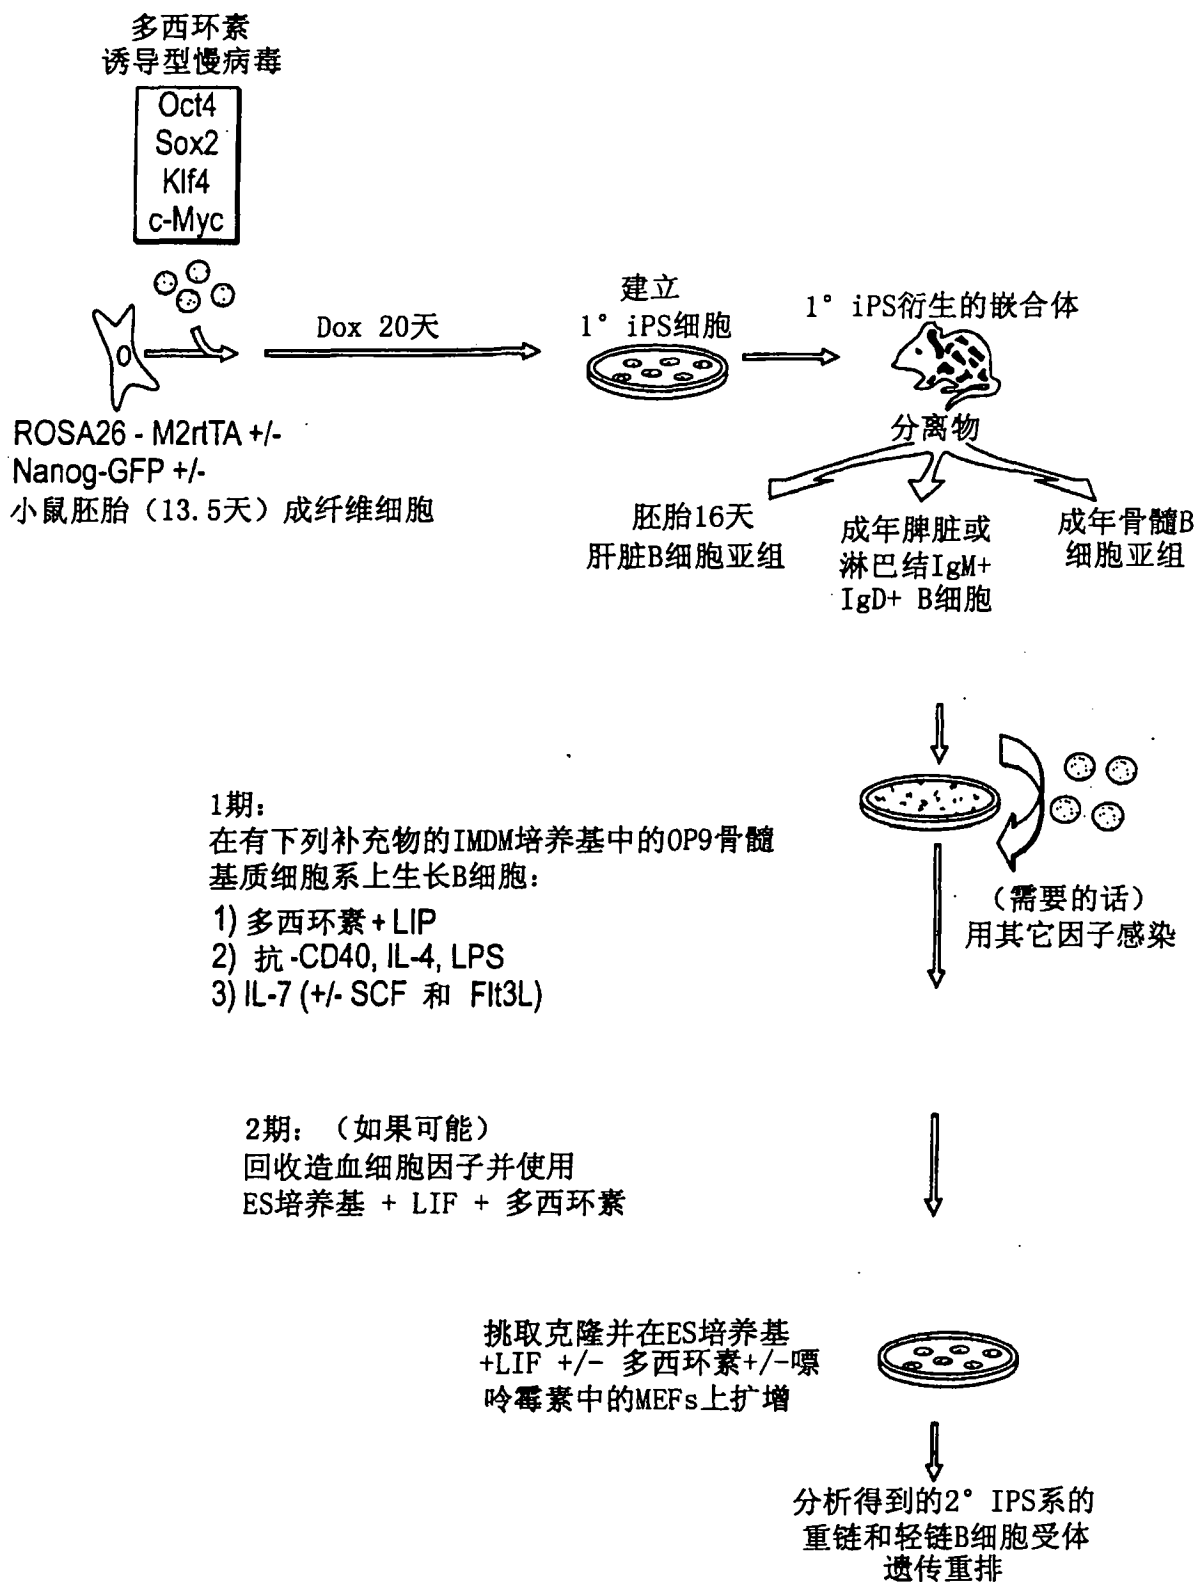 多西环素
诱导型慢病毒
Oct4
Sox2
Klf4
c-Myc
Dox 20天
建立
1° iPS细胞
1° iPS衍生的嵌合体
ROSA26 - M2rtTA +/-
Nanog-GFP +/-
小鼠胚胎（13.5天）成纤维细胞
分离物
胚胎16天
肝脏B细胞亚组
成年脾脏或
淋巴结IgM+
IgD+ B细胞
成年骨髓B
细胞亚组
1期：
在有下列补充物的IMDM培养基中的OP9骨髓
基质细胞系上生长B细胞：
1) 多西环素 + LIP
2) 抗 -CD40, IL-4, LPS
3) IL-7 (+/- SCF 和 Flt3L)
（需要的话）
用其它因子感染
2期：（如果可能）
回收造血细胞因子并使用
ES培养基 + LIF + 多西环素
挑取克隆并在ES培养基
+LIF +/- 多西环素+/-嘌
呤霉素中的MEFs上扩增
分析得到的2° IPS系的
重链和轻链B细胞受体
遗传重排